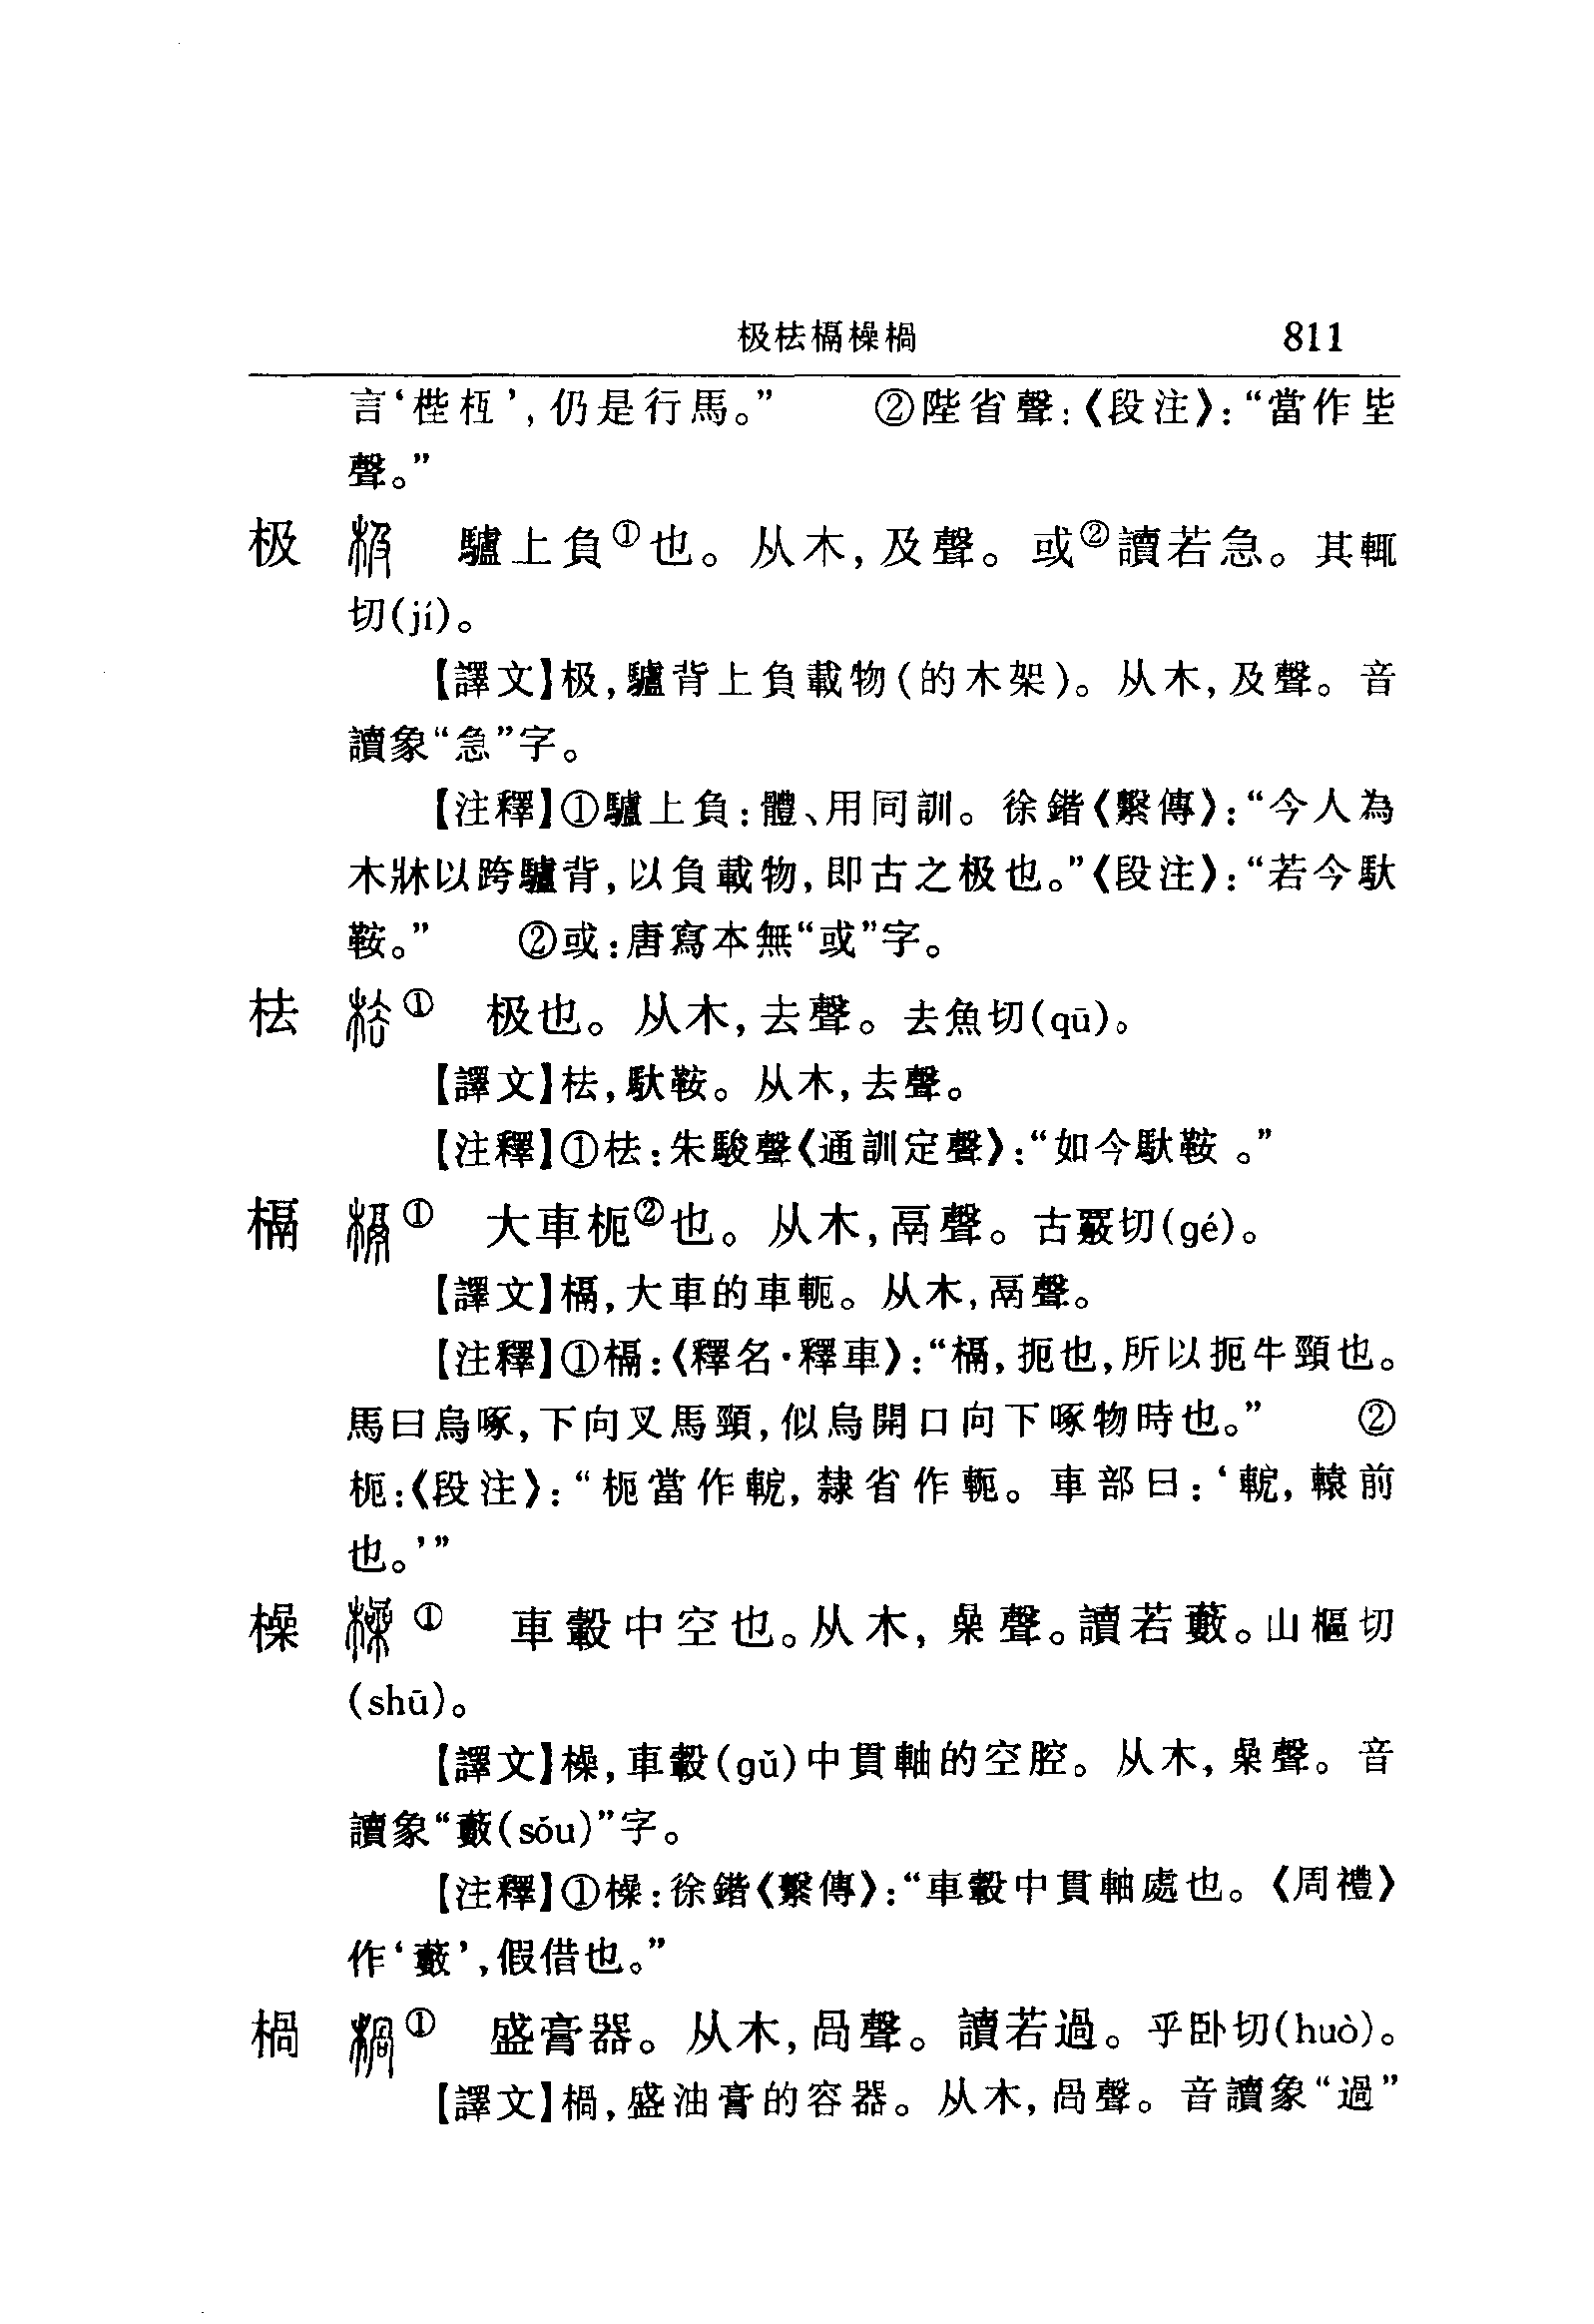 极柣槅橾楇 811
言‘梐枑’,仍是行馬。” ②陛省聲:《段注》:“當作坒
聲。”
极 驢上負①也。从木,及聲。或②讀若急。其輒
切(jí)。
【譯文】极,驢背上負載物(的木架)。从木,及聲。音
讀象“急”字。
【注釋】①驢上負:體、用同訓。徐鍇《繫傳》:“今人為
木牀以跨驢背,以負載物,即古之极也。”《段注》:“若今馱
鞍。” ②或:唐寫本無“或”字。
枯 ① 极也。从木,去聲。去魚切(qū)。
【譯文】,馱鞍。从木,去聲。
【注釋】①:朱駿聲《通訓定聲》:“如今馱鞍。”
槅 ① 大車枙②也。从木,鬲聲。古覈切(gé)。
【譯文】槅,大車的車軛。从木,鬲聲。
【注釋】①槅:《釋名·釋車》:“槅,扼也,所以扼牛頸也。
馬曰烏啄,下向叉馬頸,似烏開口向下啄物時也。” ②
枙:《段注》:“枙當作軶,隸省作軛。車部曰:‘軶,轅前
也。’”
橾 ① 車轂中空也。从木,喿聲。讀若藪。山樞切
(shū)。
【譯文】橾,車轂(gǔ)中貫軸的空腔。从木,喿聲。音
讀象“藪(sǒu)”字。
【注釋】①橾:徐鍇《繫傳》:“車轂中貫軸處也。《周禮》
作‘藪’,假借也。”
楇 ① 盛膏器。从木,咼聲。讀若過。乎卧切(huò)。
【譯文】楇,盛油膏的容器。从木,咼聲。音讀象“過”